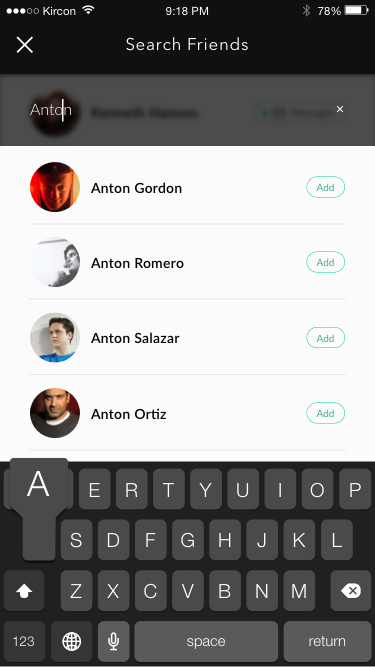 Kircon 9:18 PM 78%
Search Friends
Anton
Anton Gordon Add
Anton Romero Add
Anton Salazar Add
Anton Ortiz Add
A E R T Y U I O P
S D F G H J K L
Z X C V B N M
123 space return